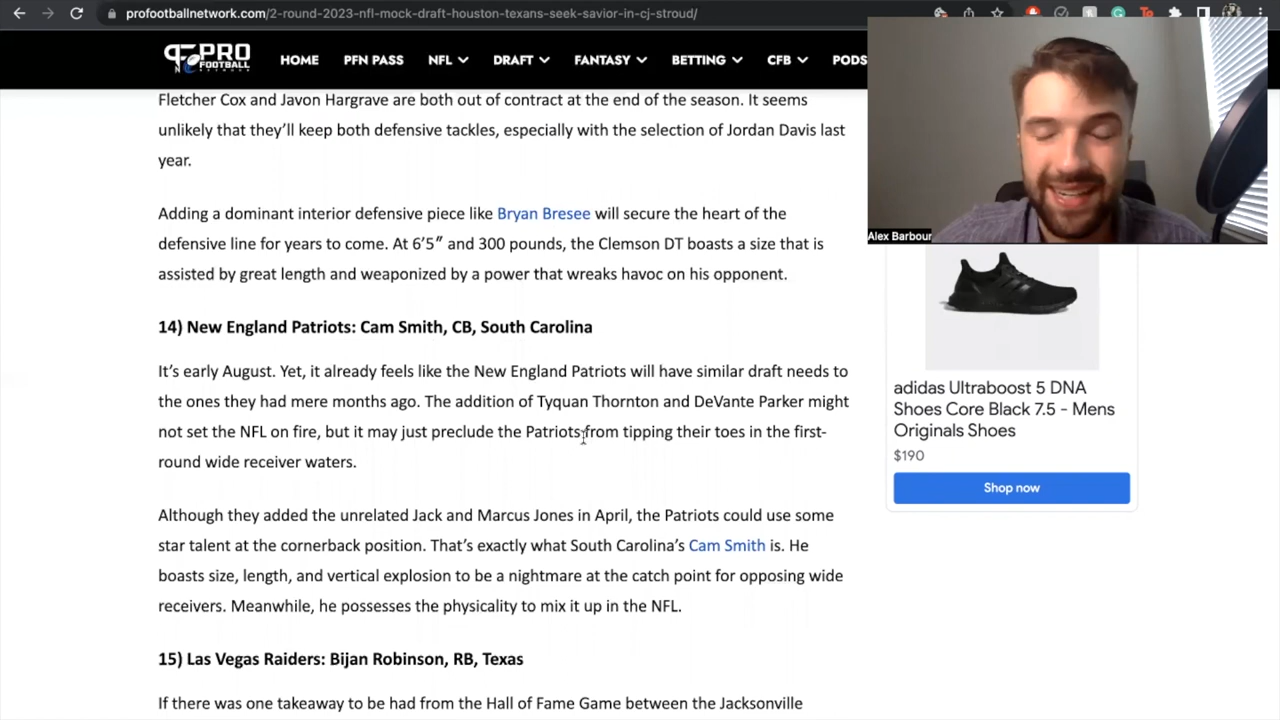 profootballnetwork.com/2-round-2023-nfl-mock-draft-houston-texans-seek-savior-in-cj-stroud/
PRO
FOOTBALL
NETWORK
HOME PFN PASS NFL DRAFT FANTASY BETTING CFB PODS
Fletcher Cox and Javon Hargrave are both out of contract at the end of the season. It seems
unlikely that they'll keep both defensive tackles, especially with the selection of Jordan Davis last
year.
Adding a dominant interior defensive piece like Bryan Bresee will secure the heart of the
defensive line for years to come. At 6'5″ and 300 pounds, the Clemson DT boasts a size that is
assisted by great length and weaponized by a power that wreaks havoc on his opponent.
14) New England Patriots: Cam Smith, CB, South Carolina
It's early August. Yet, it already feels like the New England Patriots will have similar draft needs to
the ones they had mere months ago. The addition of Tyquan Thornton and DeVante Parker might
not set the NFL on fire, but it may just preclude the Patriots from tipping their toes in the first-
round wide receiver waters.
Although they added the unrelated Jack and Marcus Jones in April, the Patriots could use some
star talent at the cornerback position. That's exactly what South Carolina's Cam Smith is. He
boasts size, length, and vertical explosion to be a nightmare at the catch point for opposing wide
receivers. Meanwhile, he possesses the physicality to mix it up in the NFL.
15) Las Vegas Raiders: Bijan Robinson, RB, Texas
If there was one takeaway to be had from the Hall of Fame Game between the Jacksonville
Alex Barbour
adidas Ultraboost 5 DNA
Shoes Core Black 7.5 - Mens
Originals Shoes
$190
Shop now